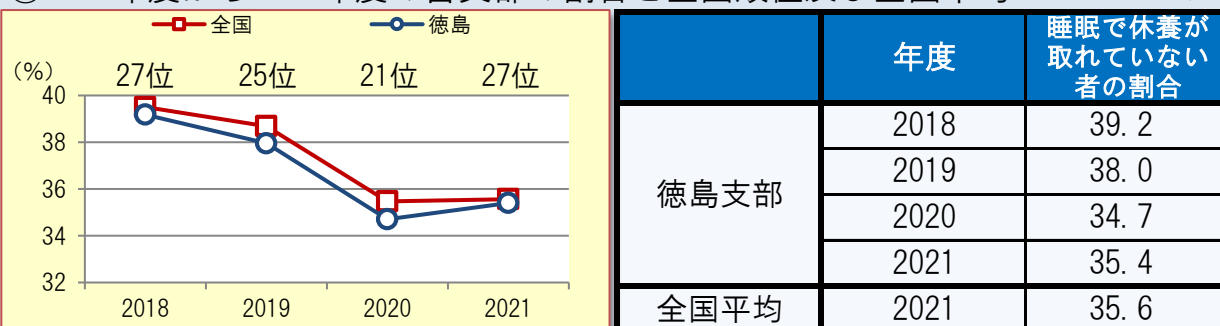 全国 徳島
(%)
27位 25位 21位 27位
40
38
36
34
32
2018 2019 2020 2021
年度 睡眠で休養が
取れていない
者の割合
徳島支部
2018 39.2
2019 38.0
2020 34.7
2021 35.4
全国平均 2021 35.6